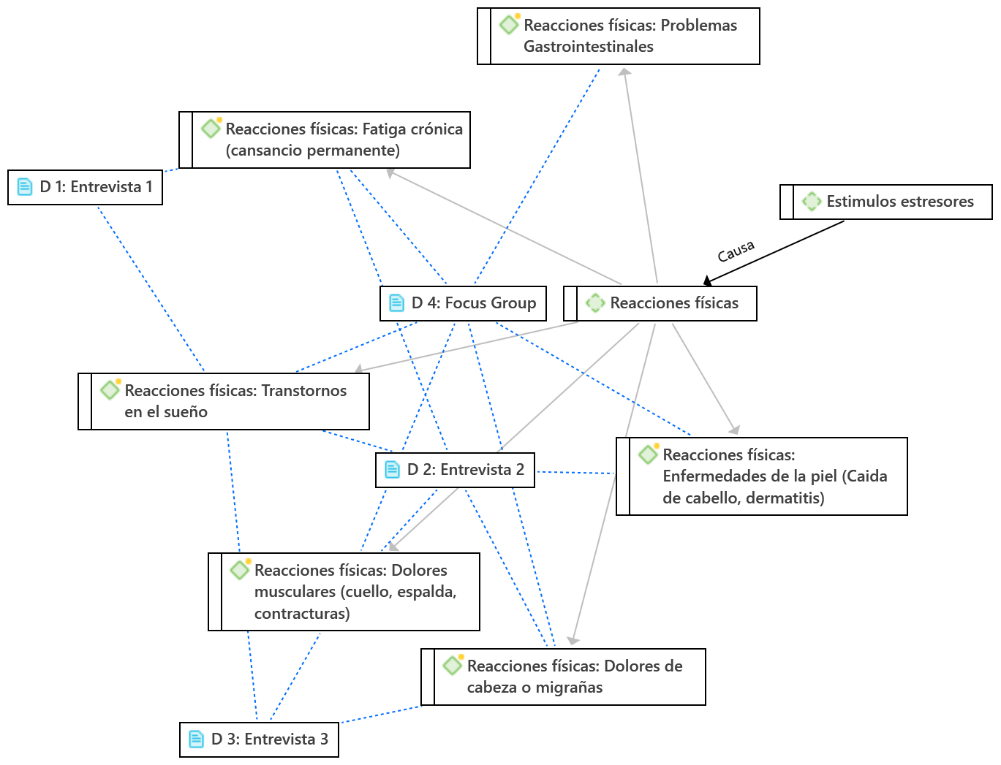 Reacciones físicas: Problemas
Gastrointestinales
Reacciones físicas: Fatiga crónica
(cansancio permanente)
D 1: Entrevista 1
Estimulos estresores
Causa
D 4: Focus Group
Reacciones físicas
Reacciones físicas: Transtornos
en el sueño
Reacciones físicas:
Enfermedades de la piel (Caida
de cabello, dermatitis)
D 2: Entrevista 2
Reacciones físicas: Dolores
musculares (cuello, espalda,
contracturas)
Reacciones físicas: Dolores de
cabeza o migrañas
D 3: Entrevista 3